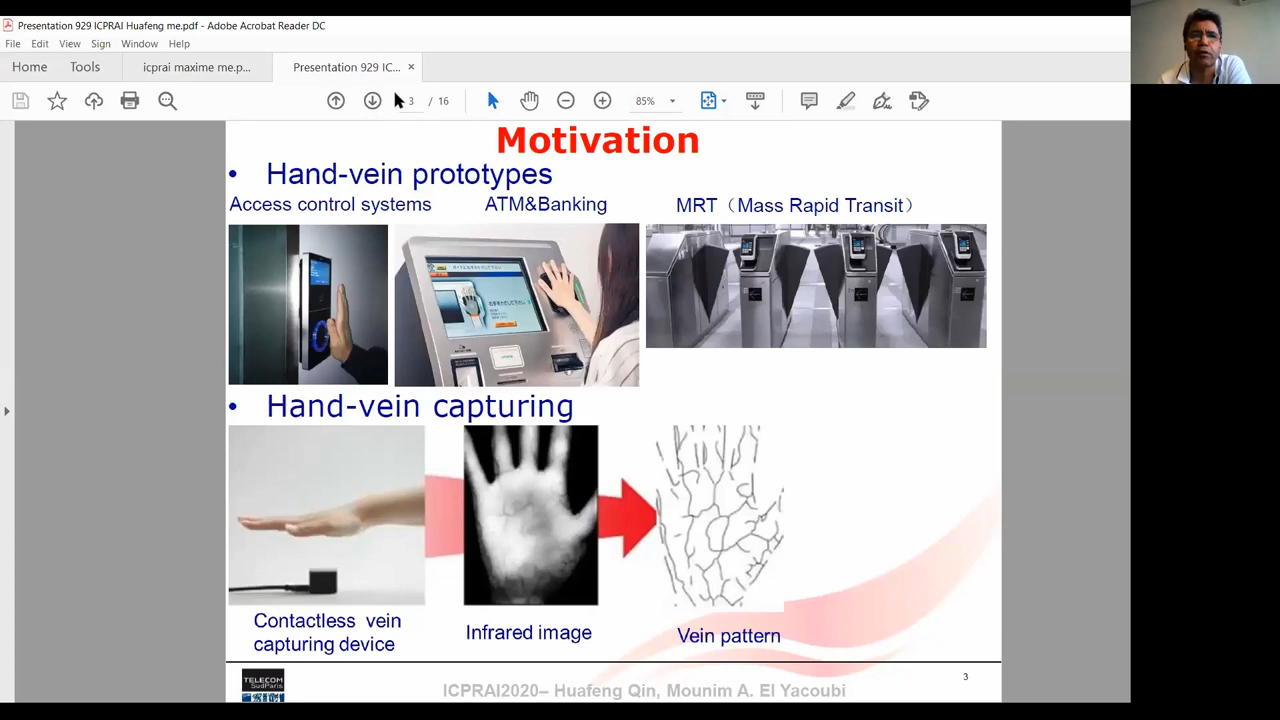 Presentation 929 ICPRAI Huafeng me.pdf - Adobe Acrobat Reader DC
File Edit View Sign Window Help
Home Tools icprai maxime me.p... Presentation 929 IC... ×
3 / 16 85%
Motivation
• Hand-vein prototypes
Access control systems ATM&Banking MRT（Mass Rapid Transit）
• Hand-vein capturing
Contactless vein
capturing device
Infrared image
Vein pattern
3
TELECOM
SudParis
ICPRAI2020– Huafeng Qin, Mounim A. El Yacoubi